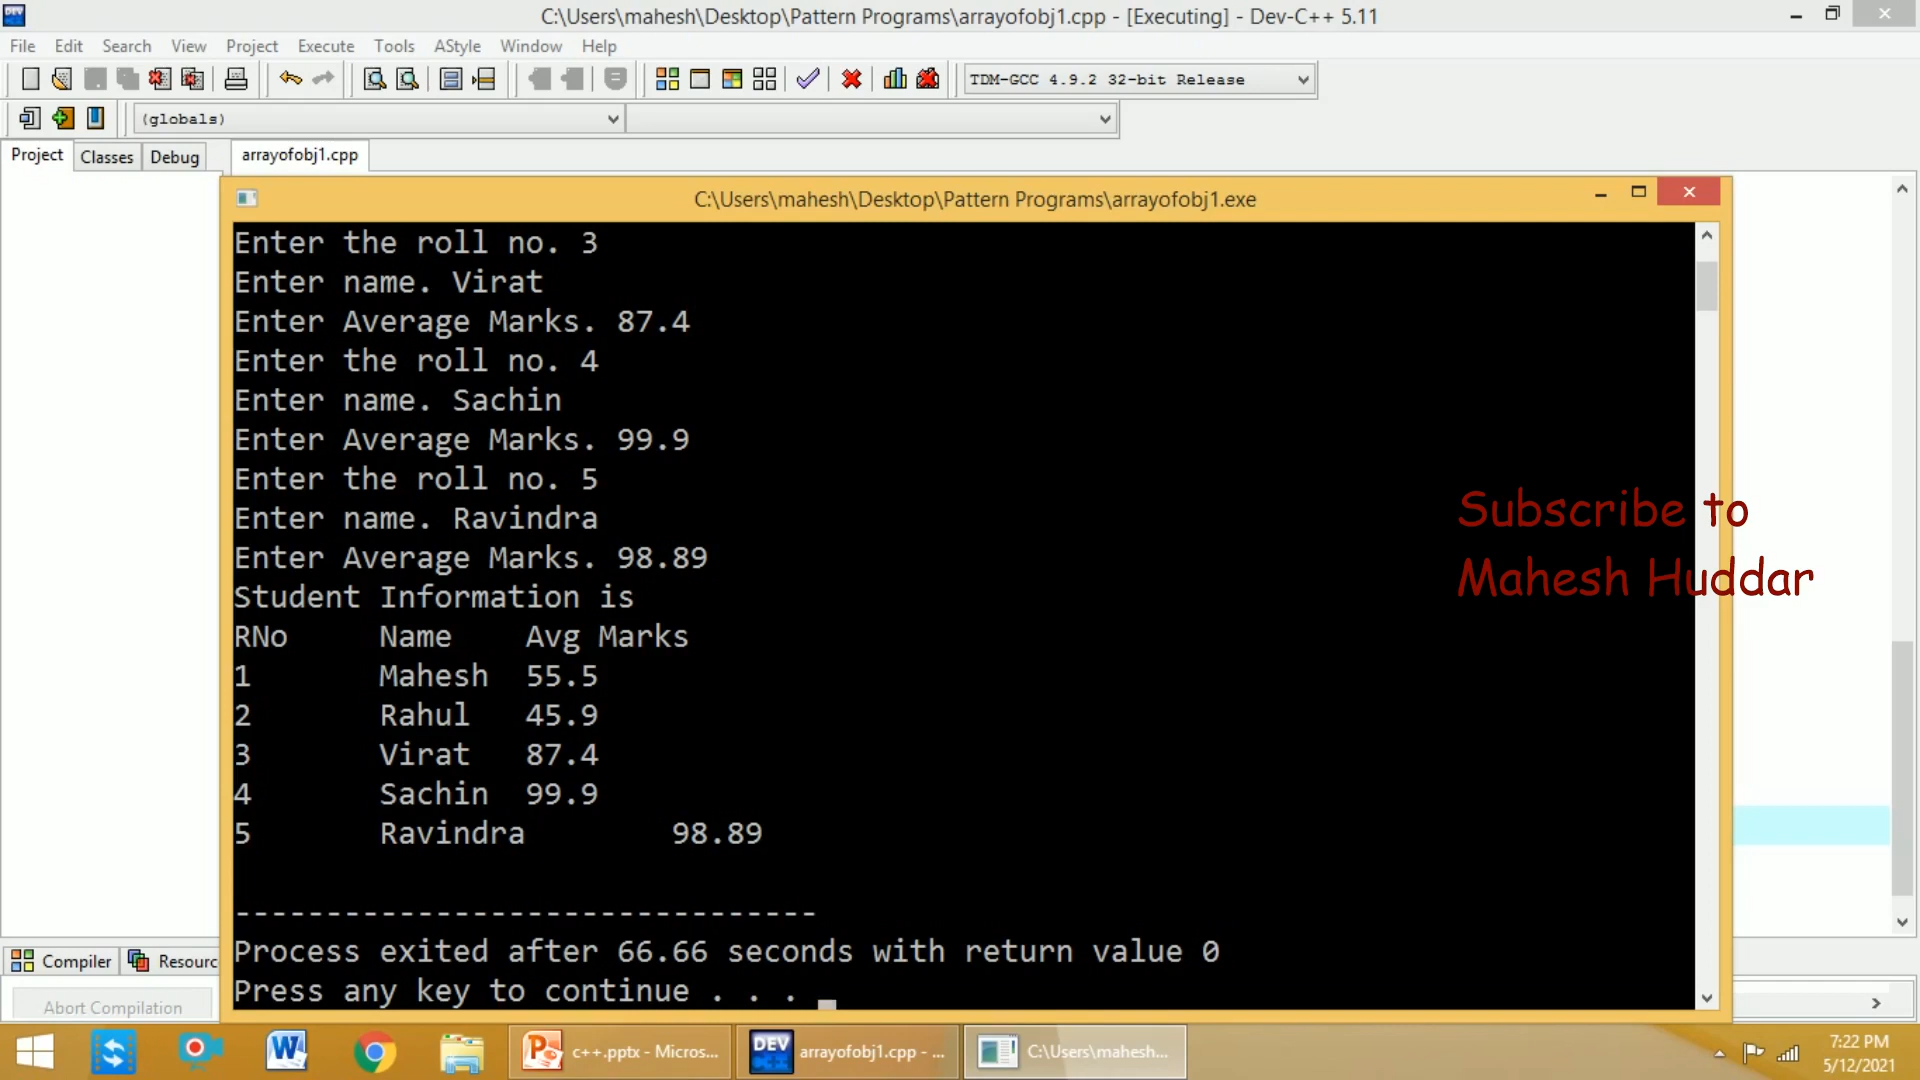 C:\Users\mahesh\Desktop\Pattern Programs\arrayofobj1.cpp - [Executing] - Dev-C++ 5.11
File Edit Search View Project Execute Tools AStyle Window Help
TDM-GCC 4.9.2 32-bit Release
(globals)
Project Classes Debug arrayofobj1.cpp
C:\Users\mahesh\Desktop\Pattern Programs\arrayofobj1.exe
Enter the roll no. 3
Enter name. Virat
Enter Average Marks. 87.4
Enter the roll no. 4
Enter name. Sachin
Enter Average Marks. 99.9
Enter the roll no. 5
Enter name. Ravindra
Enter Average Marks. 98.89
Student Information is
RNo Name Avg Marks
1 Mahesh 55.5
2 Rahul 45.9
3 Virat 87.4
4 Sachin 99.9
5 Ravindra 98.89
--------------------------------
Process exited after 66.66 seconds with return value 0
Press any key to continue . . .
Subscribe to
Mahesh Huddar
Compiler Resourc
Abort Compilation
DEV
c++.pptx - Micros...
arrayofobj1.cpp - ...
C:\Users\mahesh...
7:22 PM
5/12/2021